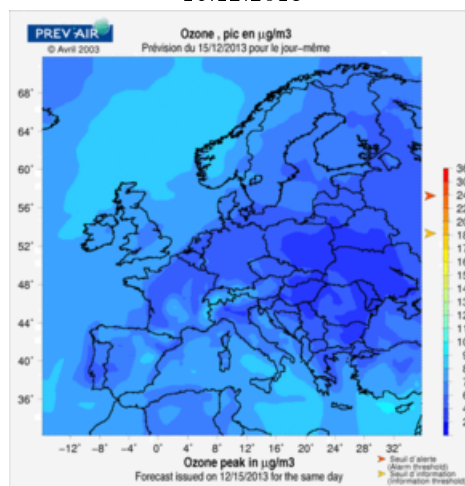 PREV'AIR
© Avril 2003
Ozone , pic en µg/m3
Prévision du 15/12/2013 pour le jour–même
68°
64°
60°
56°
52°
48°
44°
40°
36°
−12° −8° −4° 0° 4° 8° 12° 16° 20° 24° 28° 32°
Ozone peak in µg/m3
Forecast issued on 12/15/2013 for the same day
Seuil d'alerte
(Alarm threshold)
Seuil d'information
(Information threshold)